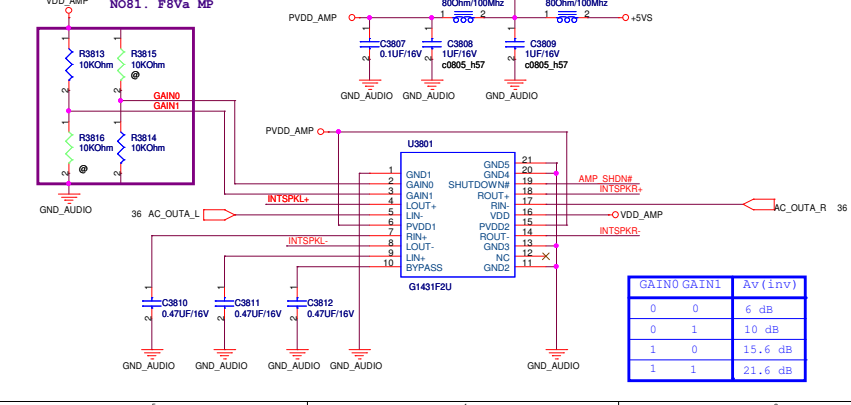 VDD_AMP
NO81. F8Va MP
PVDD_AMP
80Ohm/100Mhz
80Ohm/100Mhz
1
2
1
2
+5VS
R3813
10KOhm
R3815
10KOhm
@
C3807
0.1UF/16V
C3808
1UF/16V
c0805_h57
C3809
1UF/16V
c0805_h57
GND_AUDIO
GND_AUDIO
GND_AUDIO
GAIN0
GAIN1
R3816
10KOhm
@
R3814
10KOhm
GND_AUDIO
PVDD_AMP
U3801
1 GND1
2 GAIN0
3 GAIN1
4 LOUT+
5 LIN-
6 PVDD1
7 RIN+
8 LOUT-
9 LIN+
10 BYPASS
GND5 21
GND4 20
SHUTDOWN# 19
ROUT+ 18
RIN- 17
VDD 16
PVDD2 15
ROUT- 14
GND3 13
NC 12
GND2 11
G1431F2U
INTSPKL+
36 AC_OUTA_L
INTSPKL-
AMP_SHDN#
INTSPKR+
AC_OUTA_R 36
VDD_AMP
INTSPKR-
C3810
0.47UF/16V
C3811
0.47UF/16V
C3812
0.47UF/16V
GND_AUDIO
GND_AUDIO
GND_AUDIO
GND_AUDIO
GND_AUDIO
GAIN0 GAIN1 Av(inv)
0 0 6 dB
0 1 10 dB
1 0 15.6 dB
1 1 21.6 dB